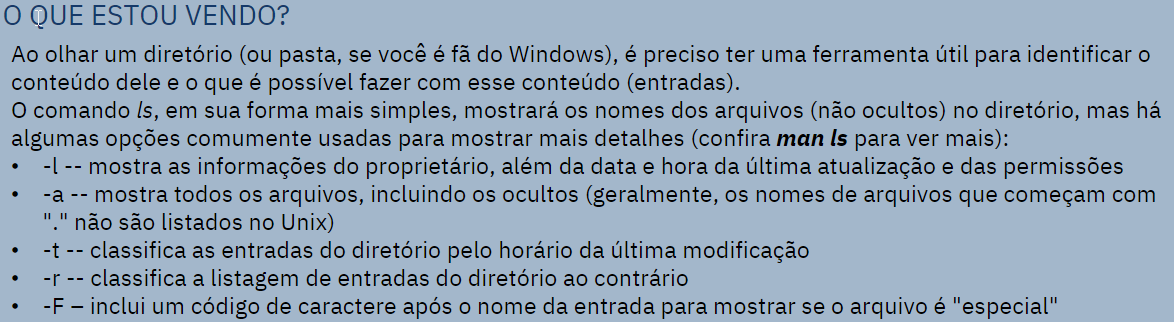 O QUE ESTOU VENDO?
Ao olhar um diretório (ou pasta, se você é fã do Windows), é preciso ter uma ferramenta útil para identificar o
conteúdo dele e o que é possível fazer com esse conteúdo (entradas).
O comando ls, em sua forma mais simples, mostrará os nomes dos arquivos (não ocultos) no diretório, mas há
algumas opções comumente usadas para mostrar mais detalhes (confira man ls para ver mais):
• -l -- mostra as informações do proprietário, além da data e hora da última atualização e das permissões
• -a -- mostra todos os arquivos, incluindo os ocultos (geralmente, os nomes de arquivos que começam com
"." não são listados no Unix)
• -t -- classifica as entradas do diretório pelo horário da última modificação
• -r -- classifica a listagem de entradas do diretório ao contrário
• -F – inclui um código de caractere após o nome da entrada para mostrar se o arquivo é "especial"